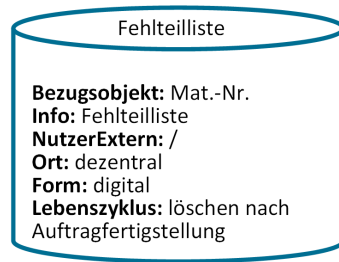 Fehlteilliste
Bezugsobjekt: Mat.-Nr.
Info: Fehlteilliste
NutzerExtern: /
Ort: dezentral
Form: digital
Lebenszyklus: löschen nach
Auftragfertigstellung